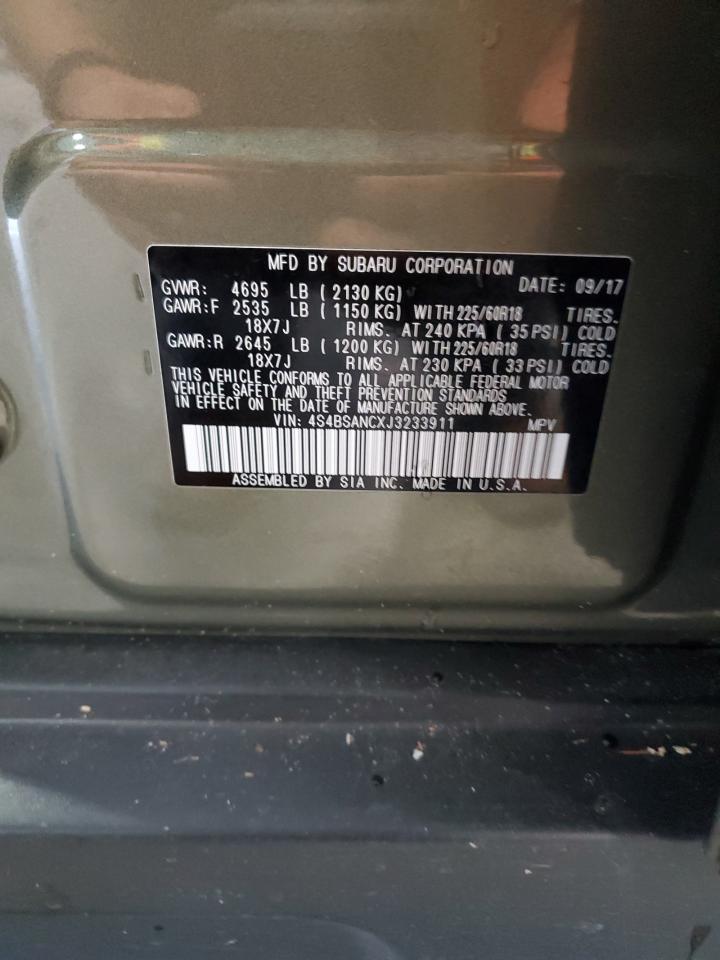 MFD BY SUBARU CORPORATION
GVWR: 4695 LB ( 2130 KG) DATE: 09/17
GAWR:F 2535 LB ( 1150 KG) WITH 225/60R18 TIRES.
18X7J RIMS. AT 240 KPA ( 35 PSI) COLD
GAWR:R 2645 LB ( 1200 KG) WITH 225/60R18 TIRES.
18X7J RIMS. AT 230 KPA ( 33 PSI) COLD
THIS VEHICLE CONFORMS TO ALL APPLICABLE FEDERAL MOTOR
VEHICLE SAFETY AND THEFT PREVENTION STANDARDS
IN EFFECT ON THE DATE OF MANUFACTURE SHOWN ABOVE.
VIN: 4S4BSANCXJ3233911 MPV
ASSEMBLED BY SIA INC. MADE IN U.S.A.